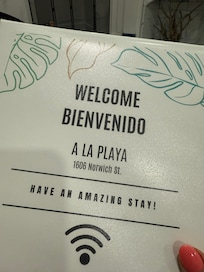 WELCOME
BIENVENIDO
A LA PLAYA
1606 Norwich St.
HAVE AN AMAZING STAY!